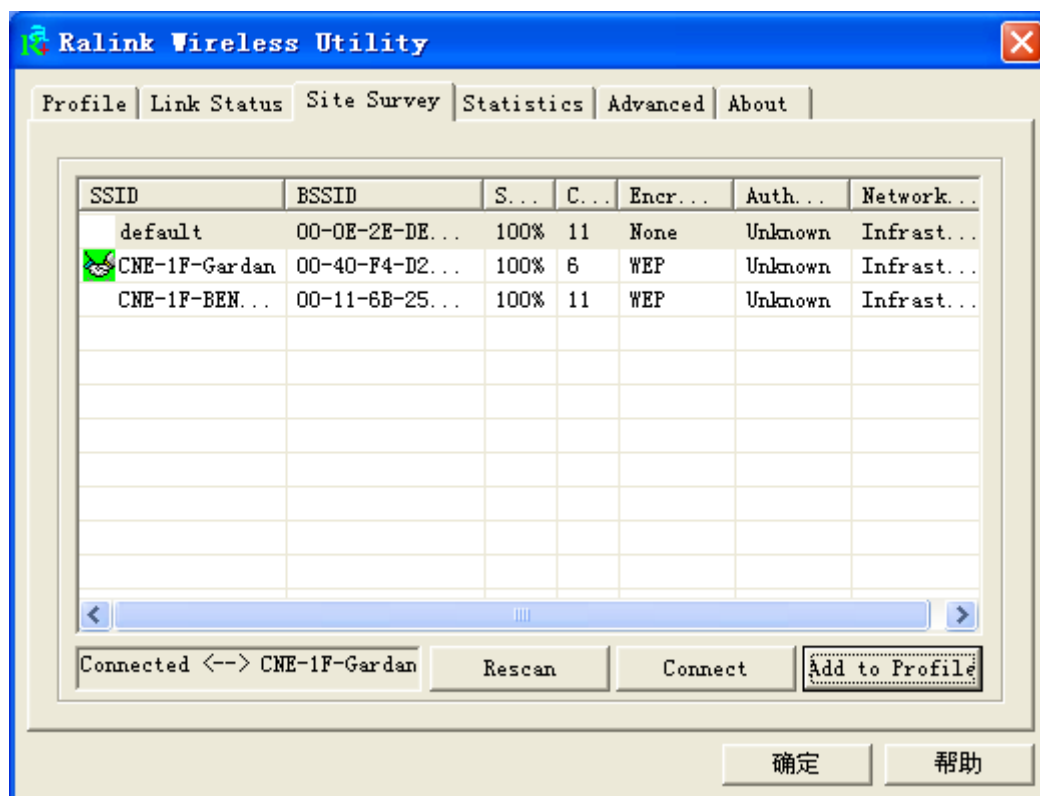 Ralink Wireless Utility
Profile Link Status Site Survey Statistics Advanced About
SSID BSSID S... C... Encr... Auth... Network...
default 00-0E-2E-DE... 100% 11 None Unknown Infrast...
CNE-1F-Gardan 00-40-F4-D2... 100% 6 WEP Unknown Infrast...
CNE-1F-BEN... 00-11-6B-25... 100% 11 WEP Unknown Infrast...
Connected <--> CNE-1F-Gardan Rescan Connect Add to Profile
确定 帮助